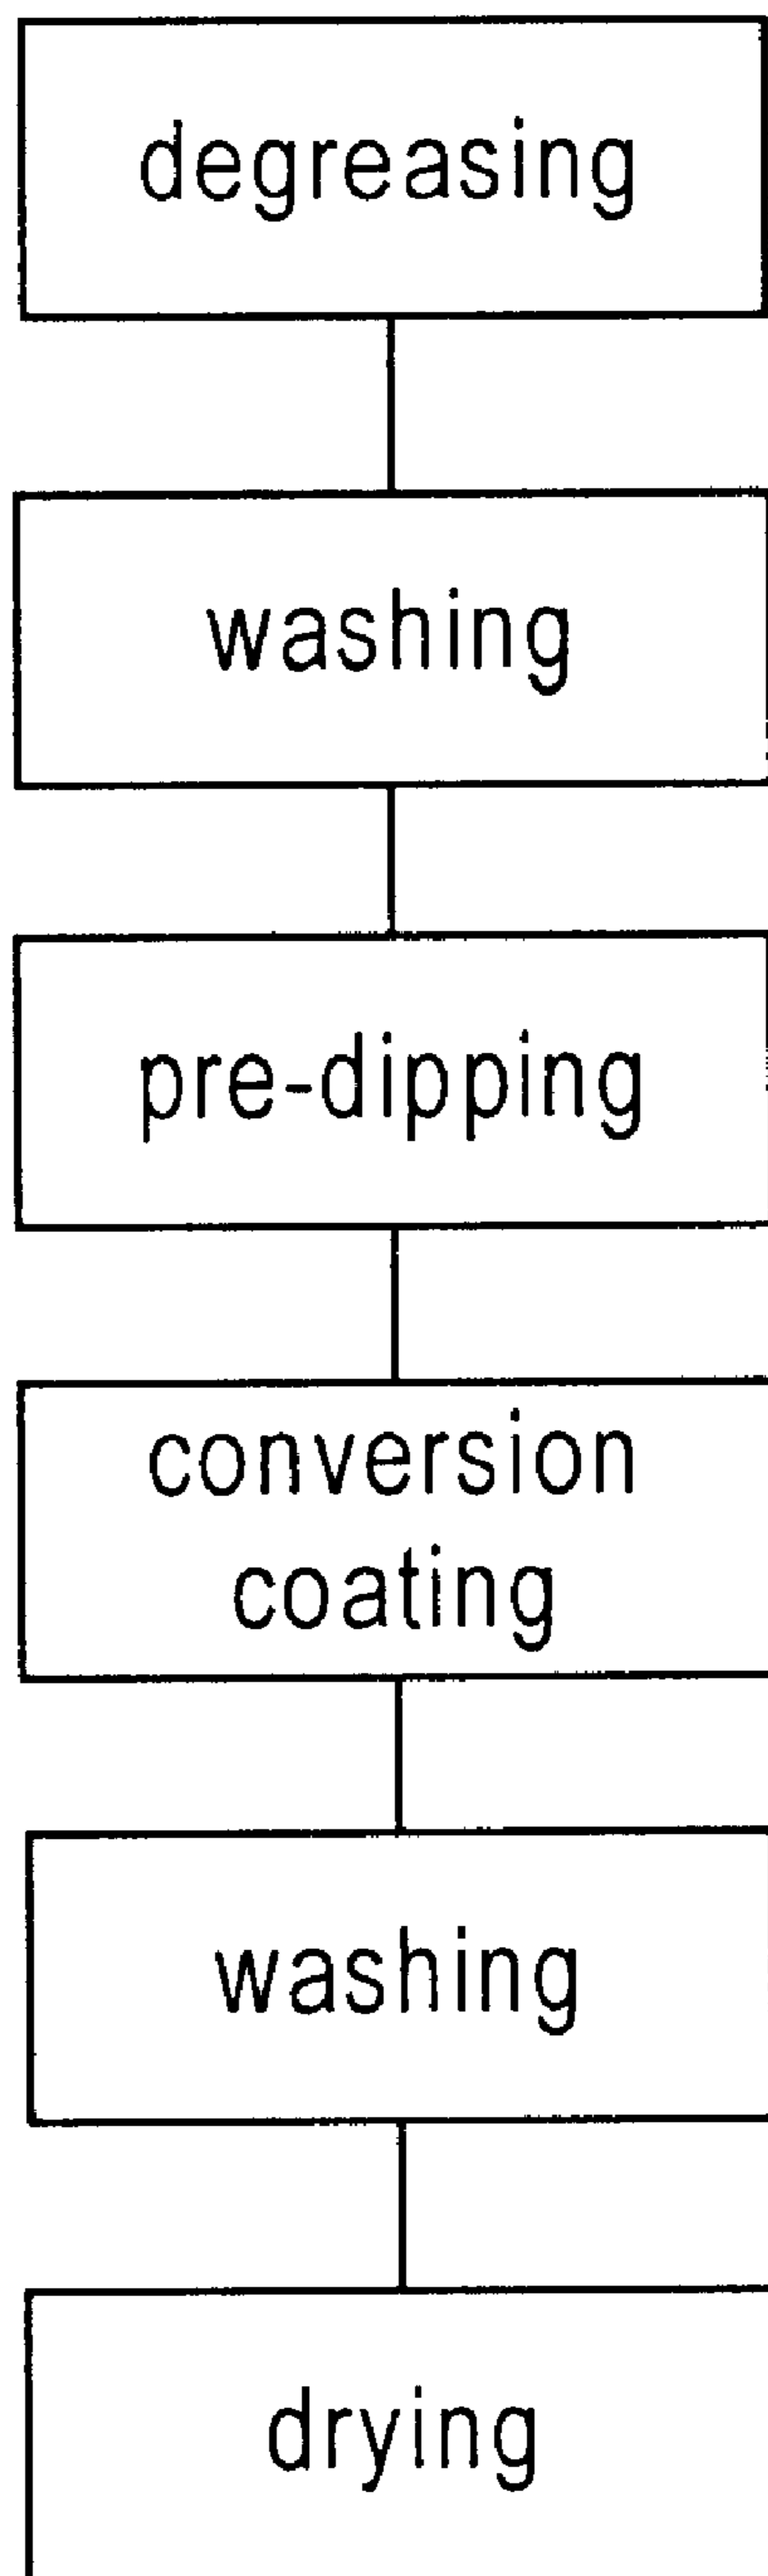 degreasing
washing
pre-dipping
conversion
coating
washing
drying